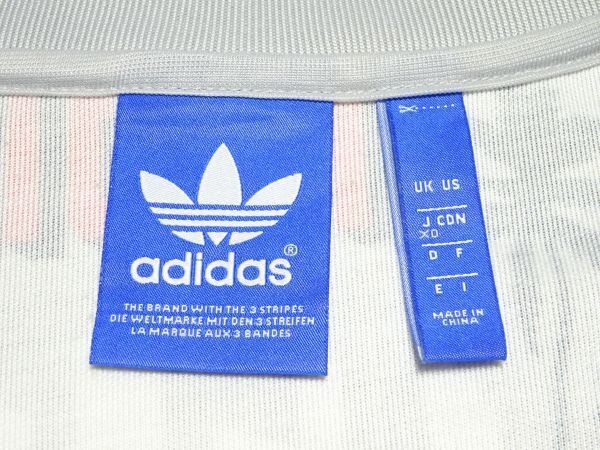 adidas®
THE BRAND WITH THE 3 STRIPES
DIE WELTMARKE MIT DEN 3 STREIFEN
LA MARQUE AUX 3 BANDES
UK US
J CDN
XO
D F
E I
MADE IN
CHINA